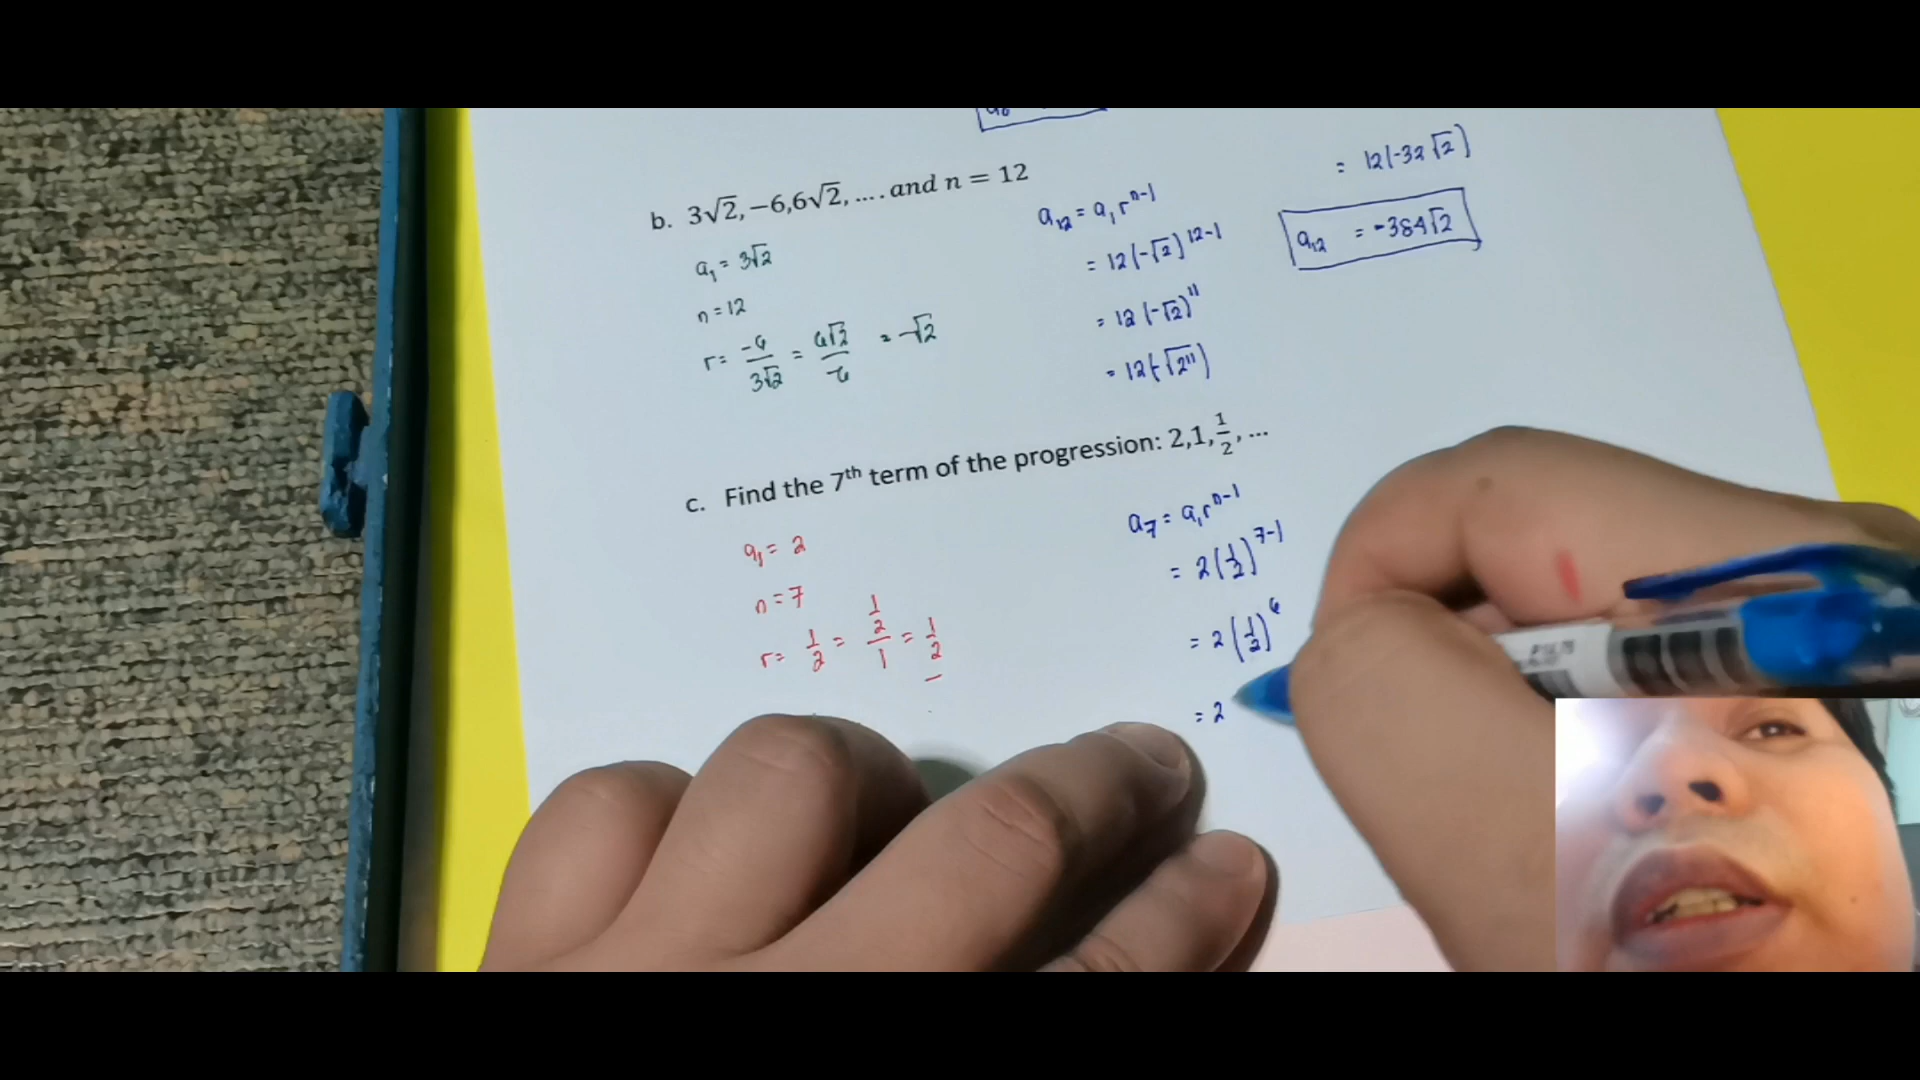 b. 3√2, −6,6√2, .... and n = 12
a₁ = 3√2
n = 12
r = -6/3√2 = 6√2/-6 = -√2
a₁₂ = a₁rⁿ⁻¹
= 12(-√2)¹²⁻¹
= 12(-√2)¹¹
= 12(-√2¹¹)
= 12(-32√2)
a₁₂ = -384√2
c. Find the 7th term of the progression: 2,1,1/2, ...
a₁ = 2
n = 7
r = 1/2 = 1/2/1 = 1/2
a₇ = a₁rⁿ⁻¹
= 2(1/2)⁷⁻¹
= 2(1/2)⁶
= 2